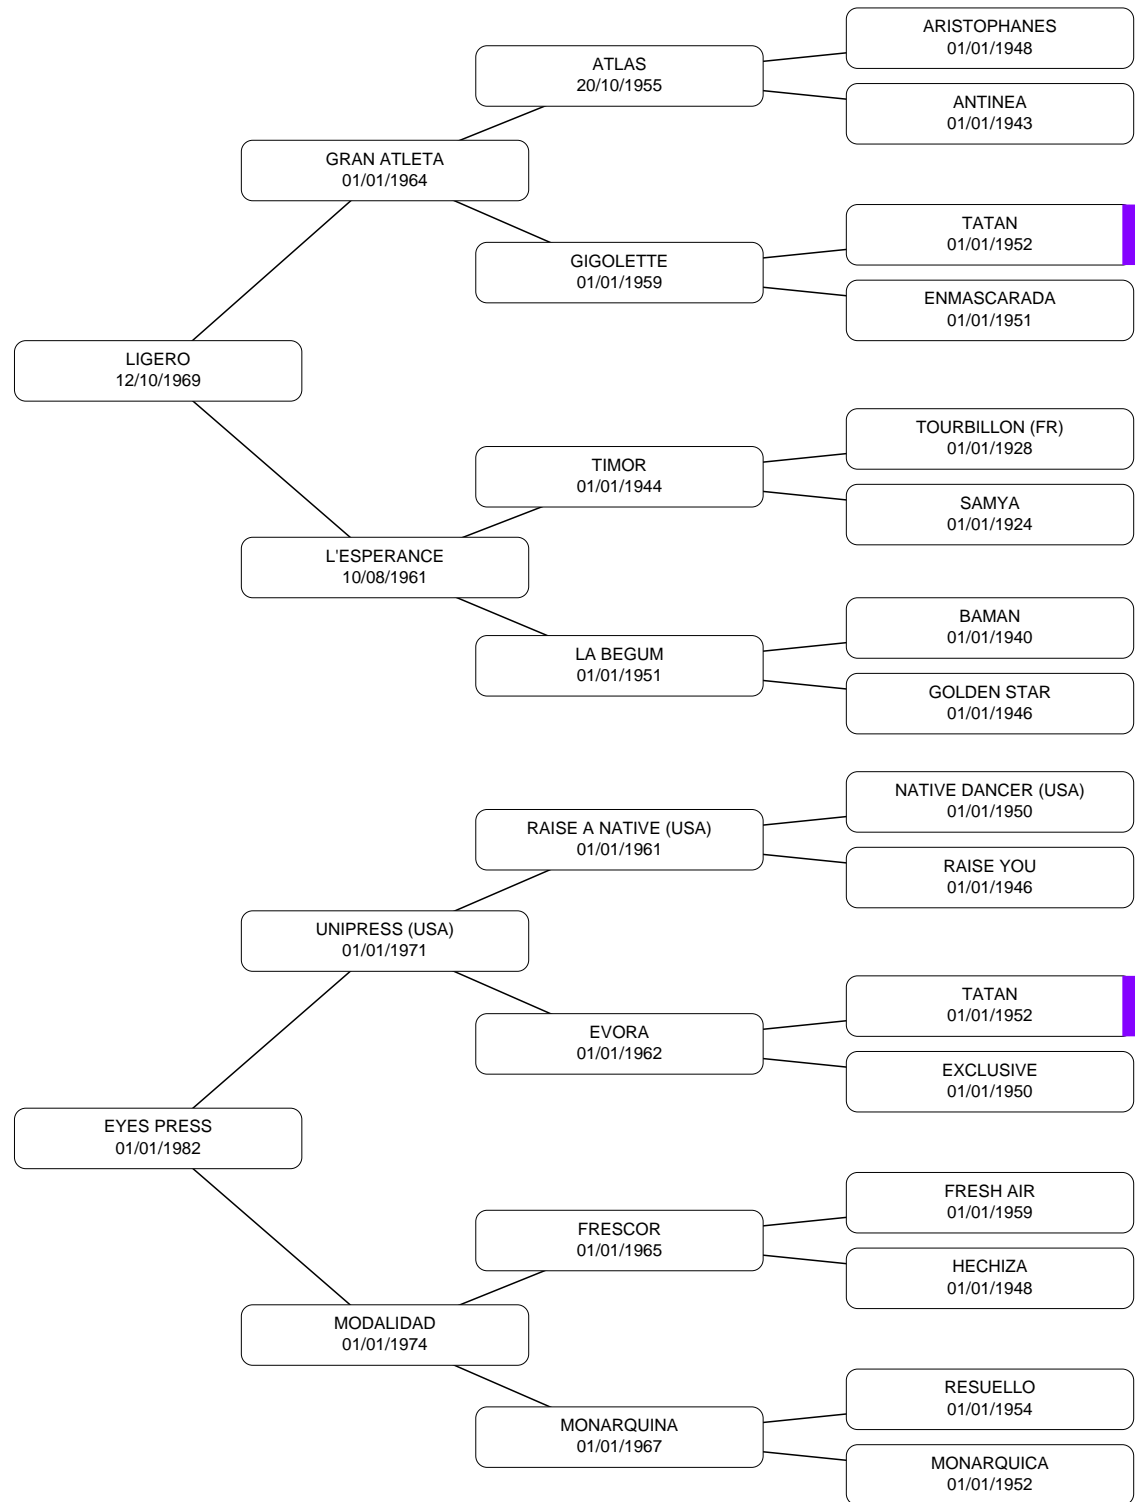 ARISTOPHANES
01/01/1948
ATLAS
20/10/1955
ANTINEA
01/01/1943
GRAN ATLETA
01/01/1964
TATAN
01/01/1952
GIGOLETTE
01/01/1959
ENMASCARADA
01/01/1951
LIGERO
12/10/1969
TOURBILLON (FR)
01/01/1928
TIMOR
01/01/1944
SAMYA
01/01/1924
L'ESPERANCE
10/08/1961
BAMAN
01/01/1940
LA BEGUM
01/01/1951
GOLDEN STAR
01/01/1946
NATIVE DANCER (USA)
01/01/1950
RAISE A NATIVE (USA)
01/01/1961
RAISE YOU
01/01/1946
UNIPRESS (USA)
01/01/1971
TATAN
01/01/1952
EVORA
01/01/1962
EXCLUSIVE
01/01/1950
EYES PRESS
01/01/1982
FRESH AIR
01/01/1959
FRESCOR
01/01/1965
HECHIZA
01/01/1948
MODALIDAD
01/01/1974
RESUELLO
01/01/1954
MONARQUINA
01/01/1967
MONARQUICA
01/01/1952